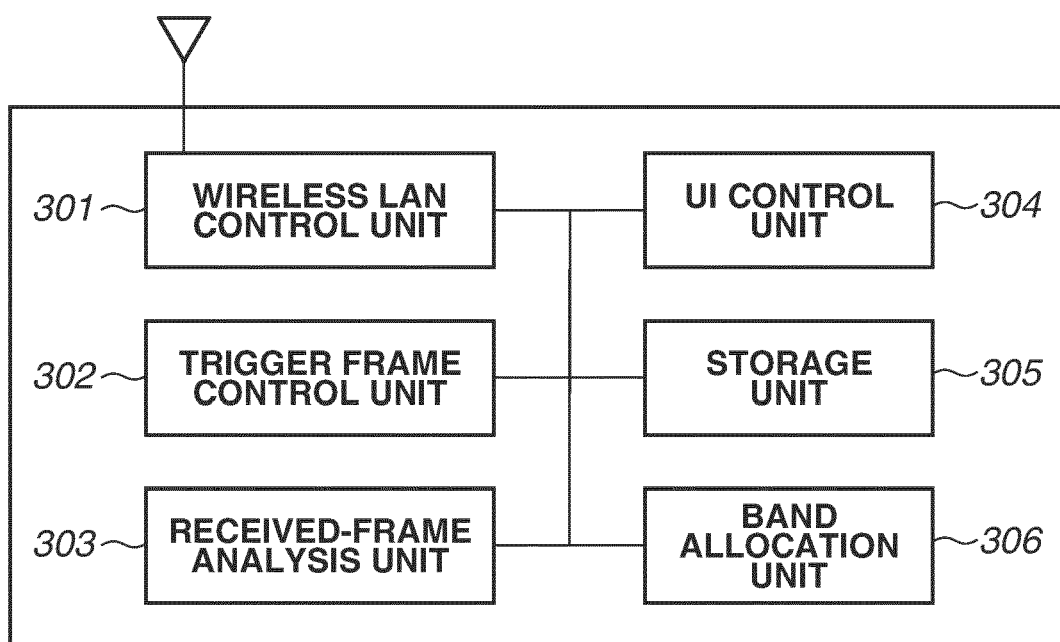 301
WIRELESS LAN
CONTROL UNIT
UI CONTROL
UNIT
304
302
TRIGGER FRAME
CONTROL UNIT
STORAGE
UNIT
305
303
RECEIVED-FRAME
ANALYSIS UNIT
BAND
ALLOCATION
UNIT
306